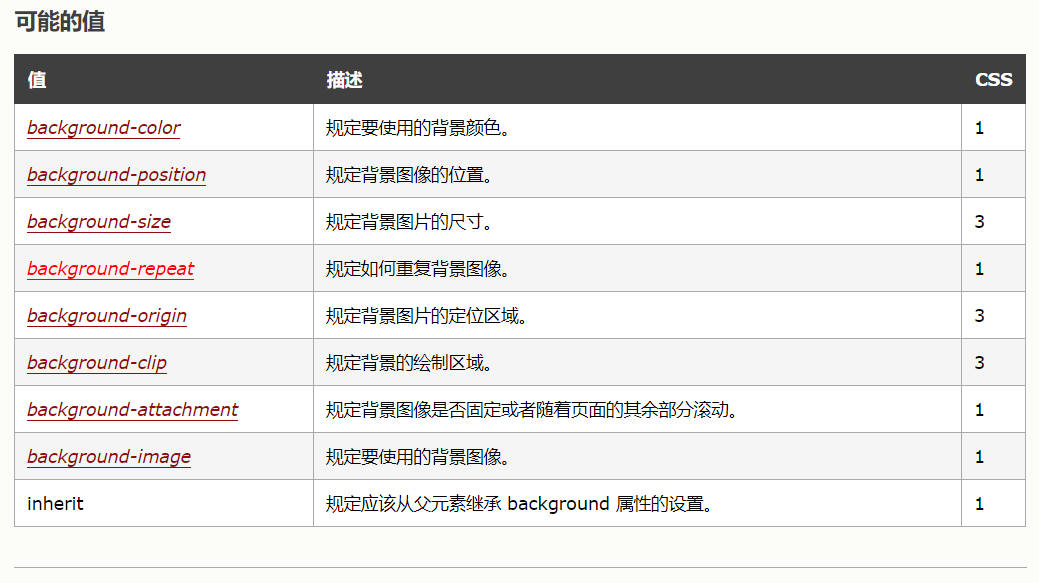 可能的值
值 描述 CSS
background-color 规定要使用的背景颜色。 1
background-position 规定背景图像的位置。 1
background-size 规定背景图片的尺寸。 3
background-repeat 规定如何重复背景图像。 1
background-origin 规定背景图片的定位区域。 3
background-clip 规定背景的绘制区域。 3
background-attachment 规定背景图像是否固定或者随着页面的其余部分滚动。 1
background-image 规定要使用的背景图像。 1
inherit 规定应该从父元素继承 background 属性的设置。 1